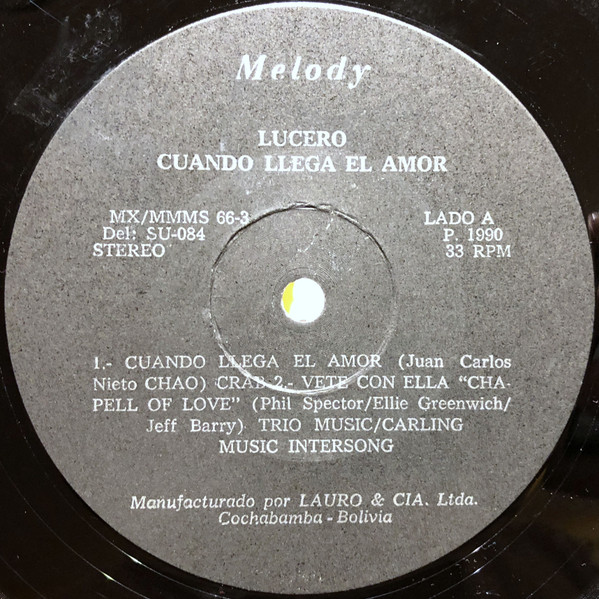 Melody
LUCERO
CUANDO LLEGA EL AMOR
MX/MMMS 66-3 LADO A
Del: SU-084 P. 1990
STEREO 33 RPM
1.- CUANDO LLEGA EL AMOR (Juan Carlos
Nieto CHAO) CRAB 2.- VETE CON ELLA “CHA-
PELL OF LOVE” (Phil Spector/Ellie Greenwich/
Jeff Barry) TRIO MUSIC/CARLING
MUSIC INTERSONG
Manufacturado por LAURO & CIA. Ltda.
Cochabamba - Bolivia